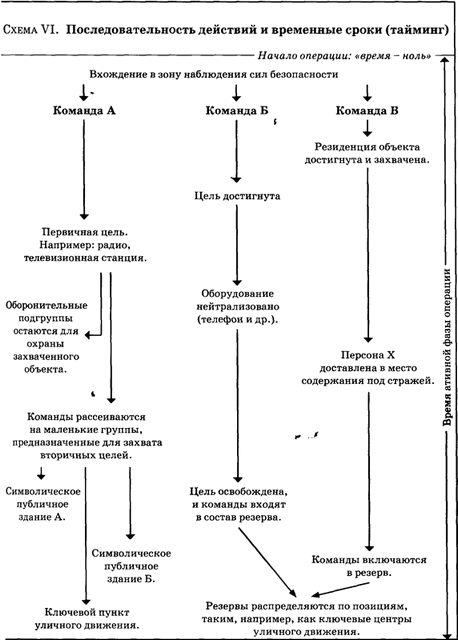 СХЕМА VI. Последовательность действий и временные сроки (тайминг)
Начало операции: «время – ноль»
Вхождение в зону наблюдения сил безопасности
Команда А
Команда Б
Команда В
Резиденция объекта
достигнута и захвачена.
Цель достигнута
Первичная цель.
Например: радио,
телевизионная станция.
Оборудование
нейтрализовано
(телефон и др.).
Оборонительные
подгруппы
остаются для
охраны
захваченного
объекта.
Персона X
доставлена в место
содержания под стражей.
Команды рассеиваются
на маленькие группы,
предназначенные для захвата
вторичных целей.
Символическое
публичное
здание А.
Цель освобождена,
и команды входят
в состав резерва.
Символическое
публичное
здание Б.
Команды включаются
в резерв.
Ключевой пункт
уличного движения.
Резервы распределяются по позициям,
таким, например, как ключевые центры
уличного движения.
Время ативной фазы операции